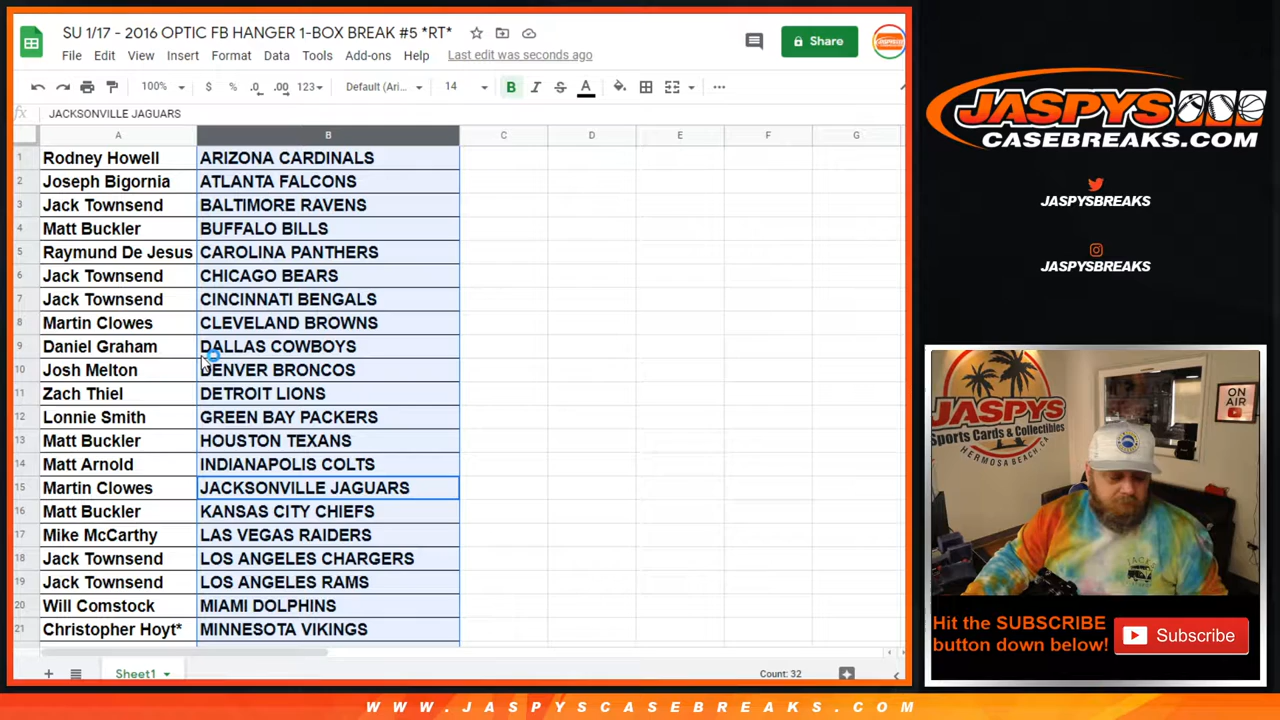 SU 1/17 - 2016 OPTIC FB HANGER 1-BOX BREAK #5 *RT*
File Edit View Insert Format Data Tools Add-ons Help Last edit was seconds ago
Share
100% $ % .0 .00 123 Default (Ari... 14 B I S A
fx JACKSONVILLE JAGUARS
A B C D E F G
1 Rodney Howell ARIZONA CARDINALS
2 Joseph Bigornia ATLANTA FALCONS
3 Jack Townsend BALTIMORE RAVENS
4 Matt Buckler BUFFALO BILLS
5 Raymund De Jesus CAROLINA PANTHERS
6 Jack Townsend CHICAGO BEARS
7 Jack Townsend CINCINNATI BENGALS
8 Martin Clowes CLEVELAND BROWNS
9 Daniel Graham DALLAS COWBOYS
10 Josh Melton DENVER BRONCOS
11 Zach Thiel DETROIT LIONS
12 Lonnie Smith GREEN BAY PACKERS
13 Matt Buckler HOUSTON TEXANS
14 Matt Arnold INDIANAPOLIS COLTS
15 Martin Clowes JACKSONVILLE JAGUARS
16 Matt Buckler KANSAS CITY CHIEFS
17 Mike McCarthy LAS VEGAS RAIDERS
18 Jack Townsend LOS ANGELES CHARGERS
19 Jack Townsend LOS ANGELES RAMS
20 Will Comstock MIAMI DOLPHINS
21 Christopher Hoyt* MINNESOTA VIKINGS
Sheet1
Count: 32
JASPYS
CASEBREAKS.COM
JASPYSBREAKS
JASPYSBREAKS
JASPYS
Sports Cards & Collectibles
HERMOSA BEACH, CA
ON AIR
Hit the SUBSCRIBE
button down below!
Subscribe
WWW.JASPYSCASEBREAKS.COM